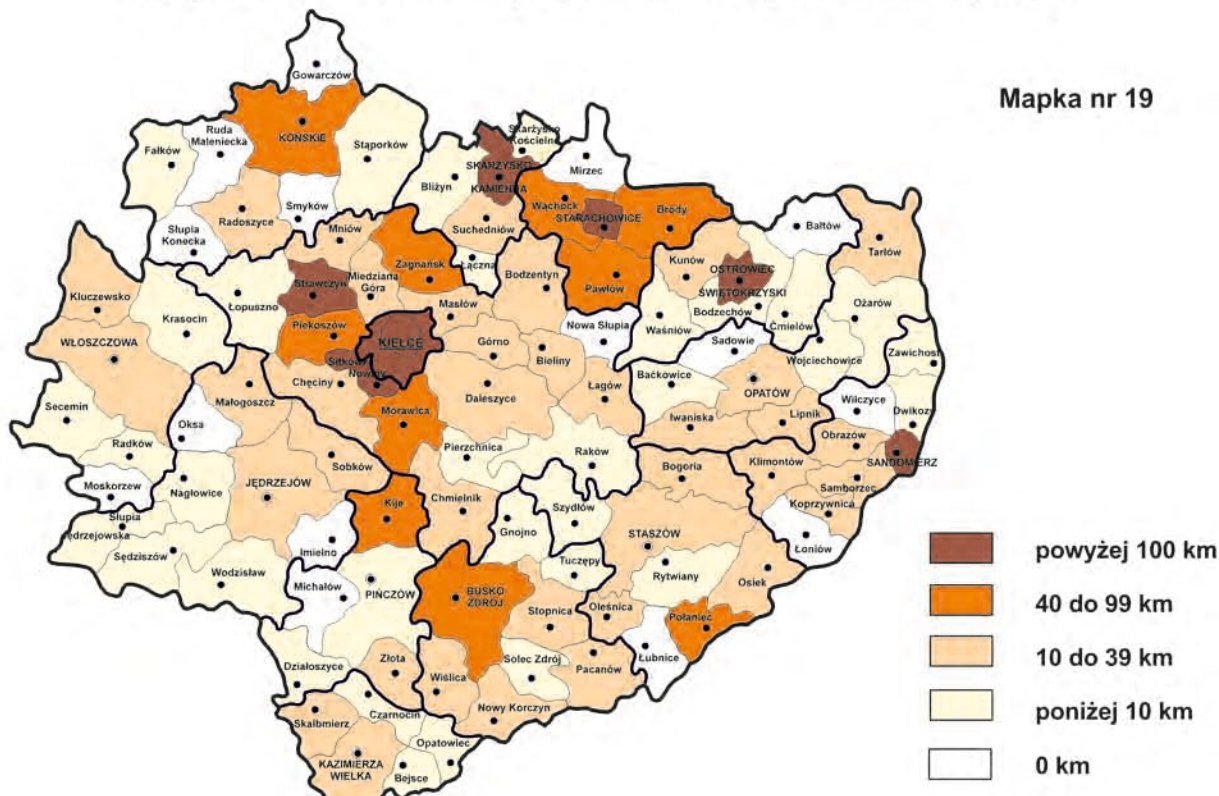 Mapka nr 19
Gowarczów
KOŃSKIE
Ruda
Maleniecka
Fałków
Stąporków
Radoszyce
Smyków
Słupia
Konecka
Skarżysko
Kościelne
SKARŻYSKO
KAMIENNA
Bliżyn
Suchedniów
Łączna
Mirzec
Wąchock
STARACHOWICE
Brody
Pawłów
Bałtów
Kunów
OSTROWIEC
ŚWIĘTOKRZYSKI
Bodzechów
Ćmielów
Waśniów
Tarłów
Ożarów
Sadowie
Wojciechowice
Baćkowice
OPATÓW
Iwaniska
Lipnik
Zawichost
Wilczyce
Dwikozy
Obrazów
SANDOMIERZ
Klimontów
Samborzec
Koprzywnica
Łoniów
Mniów
Zagnańsk
Miedziana
Góra
Strawczyn
Łopuszno
Piekoszów
Masłów
Bodzentyn
Nowa Słupia
KIELCE
Sitkówka
Nowiny
Górno
Bieliny
Chęciny
Daleszyce
Łagów
Morawica
Pierzchnica
Raków
Chmielnik
Kluczewsko
Krasocin
WŁOSZCZOWA
Secemin
Radków
Moskorzew
Małogoszcz
Oksa
Sobków
JĘDRZEJÓW
Nagłowice
Słupia
Jędrzejowska
Sędziszów
Wodzisław
Imielno
Kije
Michałów
PIŃCZÓW
Działoszyce
Złota
Gnojno
BUSKO
ZDRÓJ
Stopnica
Tuczępy
Solec Zdrój
Pacanów
Wiślica
Nowy Korczyn
Bogoria
Szydłów
STASZÓW
Rytwiany
Osiek
Oleśnica
Połaniec
Łubnice
Czarnocin
Skalbmierz
KAZIMIERZA
WIELKA
Opatowiec
Bejsce
powyżej 100 km
40 do 99 km
10 do 39 km
poniżej 10 km
0 km